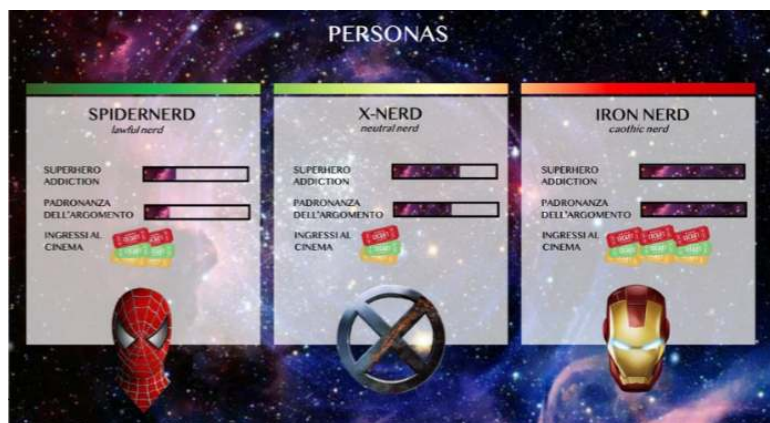 PERSONAS
SPIDERNERD
lawful nerd
SUPERHERO
ADDICTION
PADRONANZA
DELL'ARGOMENTO
INGRESSI AL
CINEMA
X-NERD
neutral nerd
SUPERHERO
ADDICTION
PADRONANZA
DELL'ARGOMENTO
INGRESSI AL
CINEMA
IRON NERD
caothic nerd
SUPERHERO
ADDICTION
PADRONANZA
DELL'ARGOMENTO
INGRESSI AL
CINEMA